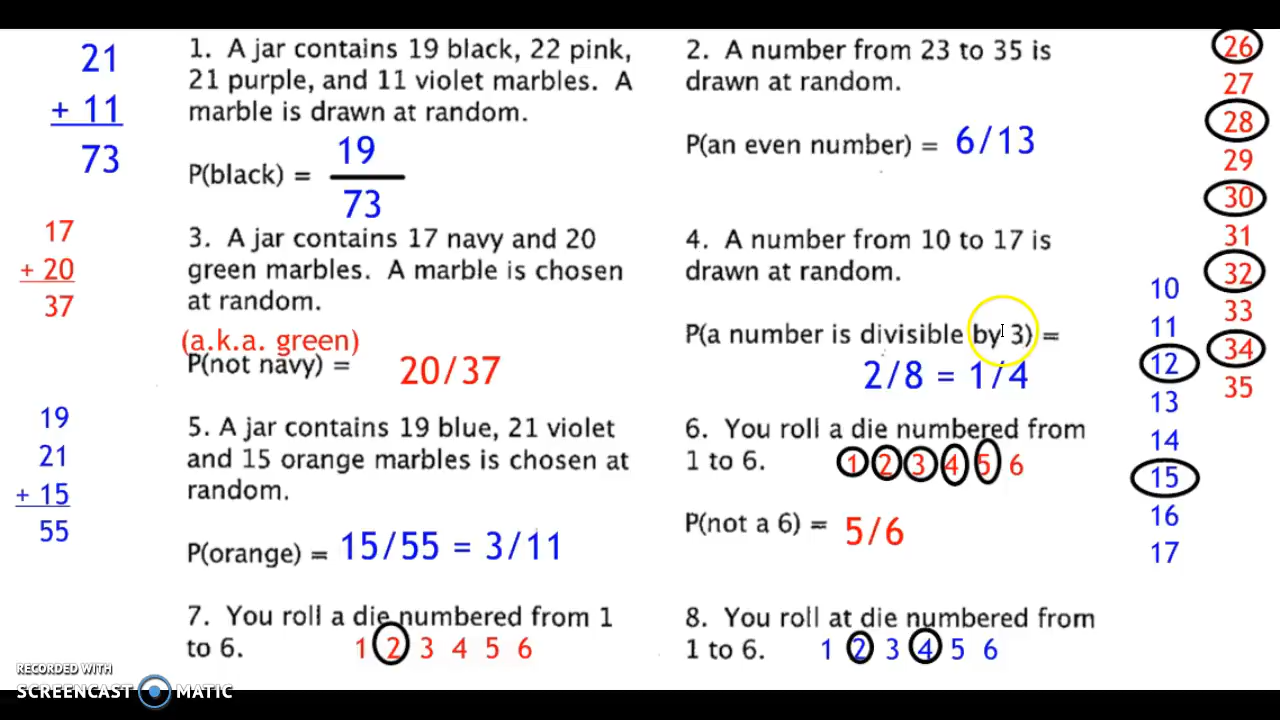 21
+ 11
73
1. A jar contains 19 black, 22 pink,
21 purple, and 11 violet marbles. A
marble is drawn at random.
P(black) = 19
73
2. A number from 23 to 35 is
drawn at random.
P(an even number) = 6/13
26
27
28
29
30
31
32
33
34
35
17
+ 20
37
3. A jar contains 17 navy and 20
green marbles. A marble is chosen
at random.
(a.k.a. green)
P(not navy) = 20/37
4. A number from 10 to 17 is
drawn at random.
P(a number is divisible by 3) =
2/8 = 1/4
10
11
12
13
14
15
16
17
19
21
+ 15
55
5. A jar contains 19 blue, 21 violet
and 15 orange marbles is chosen at
random.
P(orange) = 15/55 = 3/11
6. You roll a die numbered from
1 to 6. 1 2 3 4 5 6
P(not a 6) = 5/6
7. You roll a die numbered from 1
to 6. 1 2 3 4 5 6
8. You roll at die numbered from
1 to 6. 1 2 3 4 5 6
RECORDED WITH
SCREENCAST MATIC